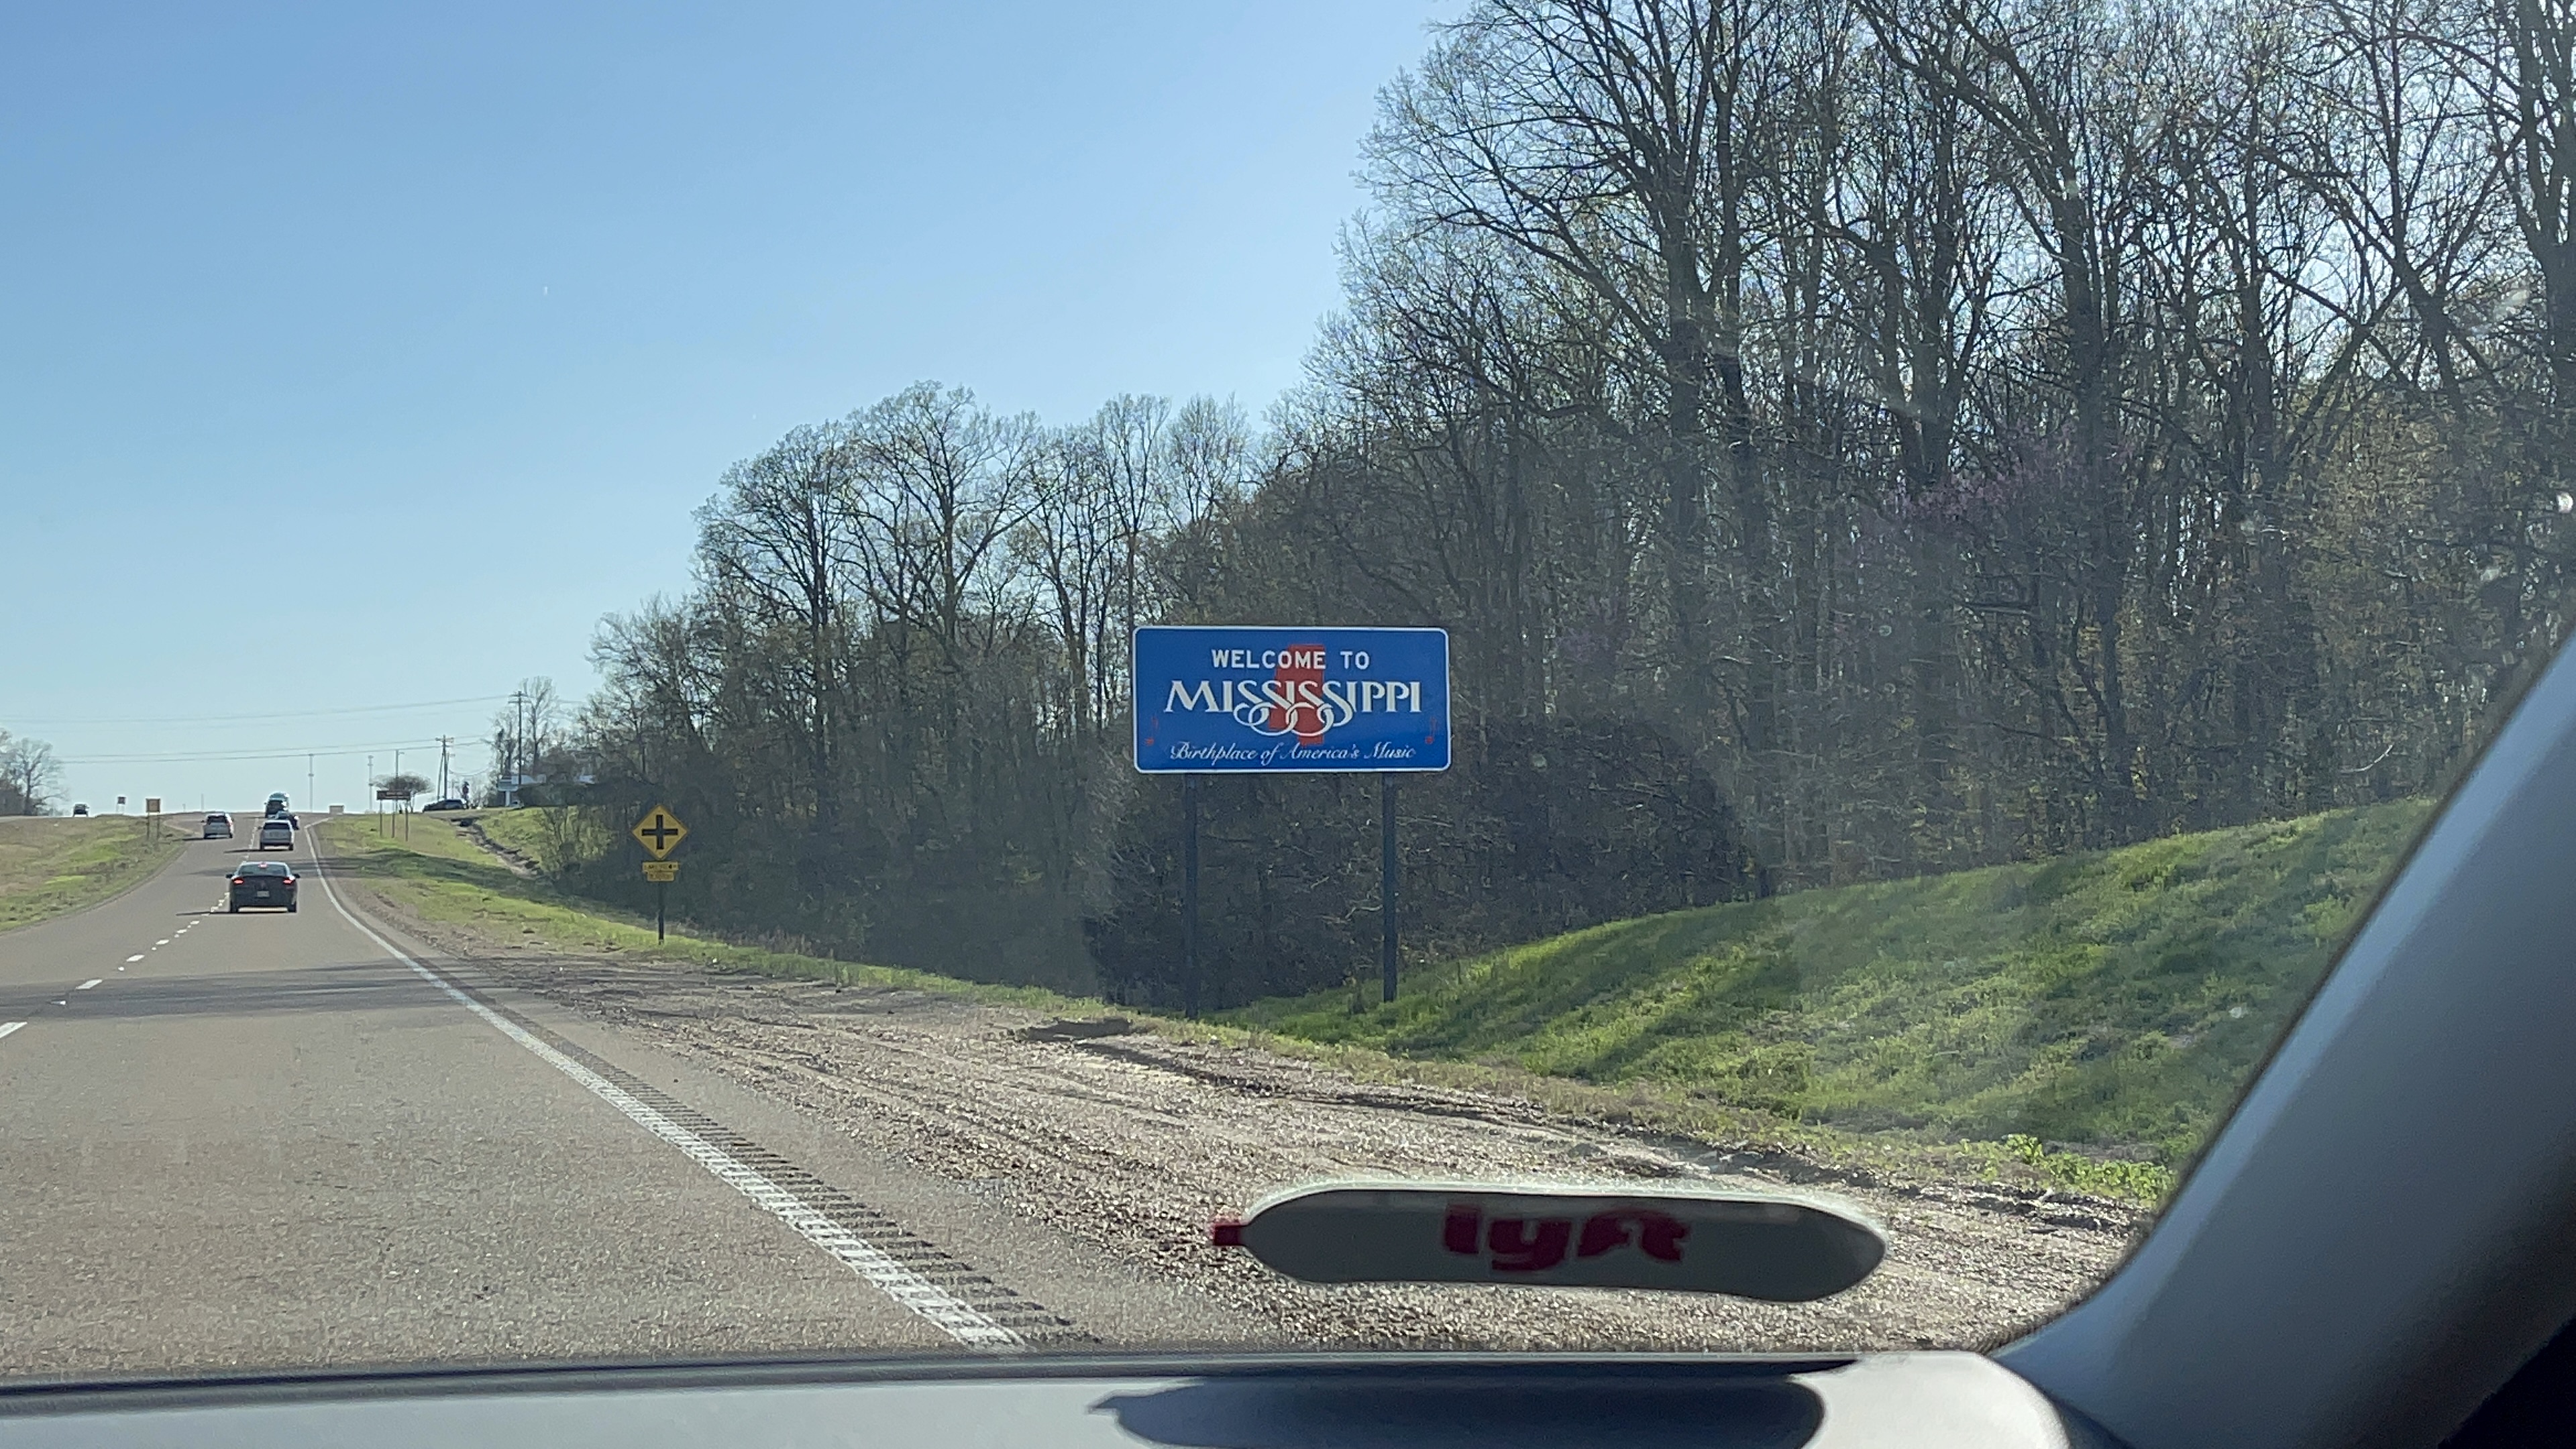 WELCOME TO
MISSISSIPPI
Birthplace of America's Music
lyft